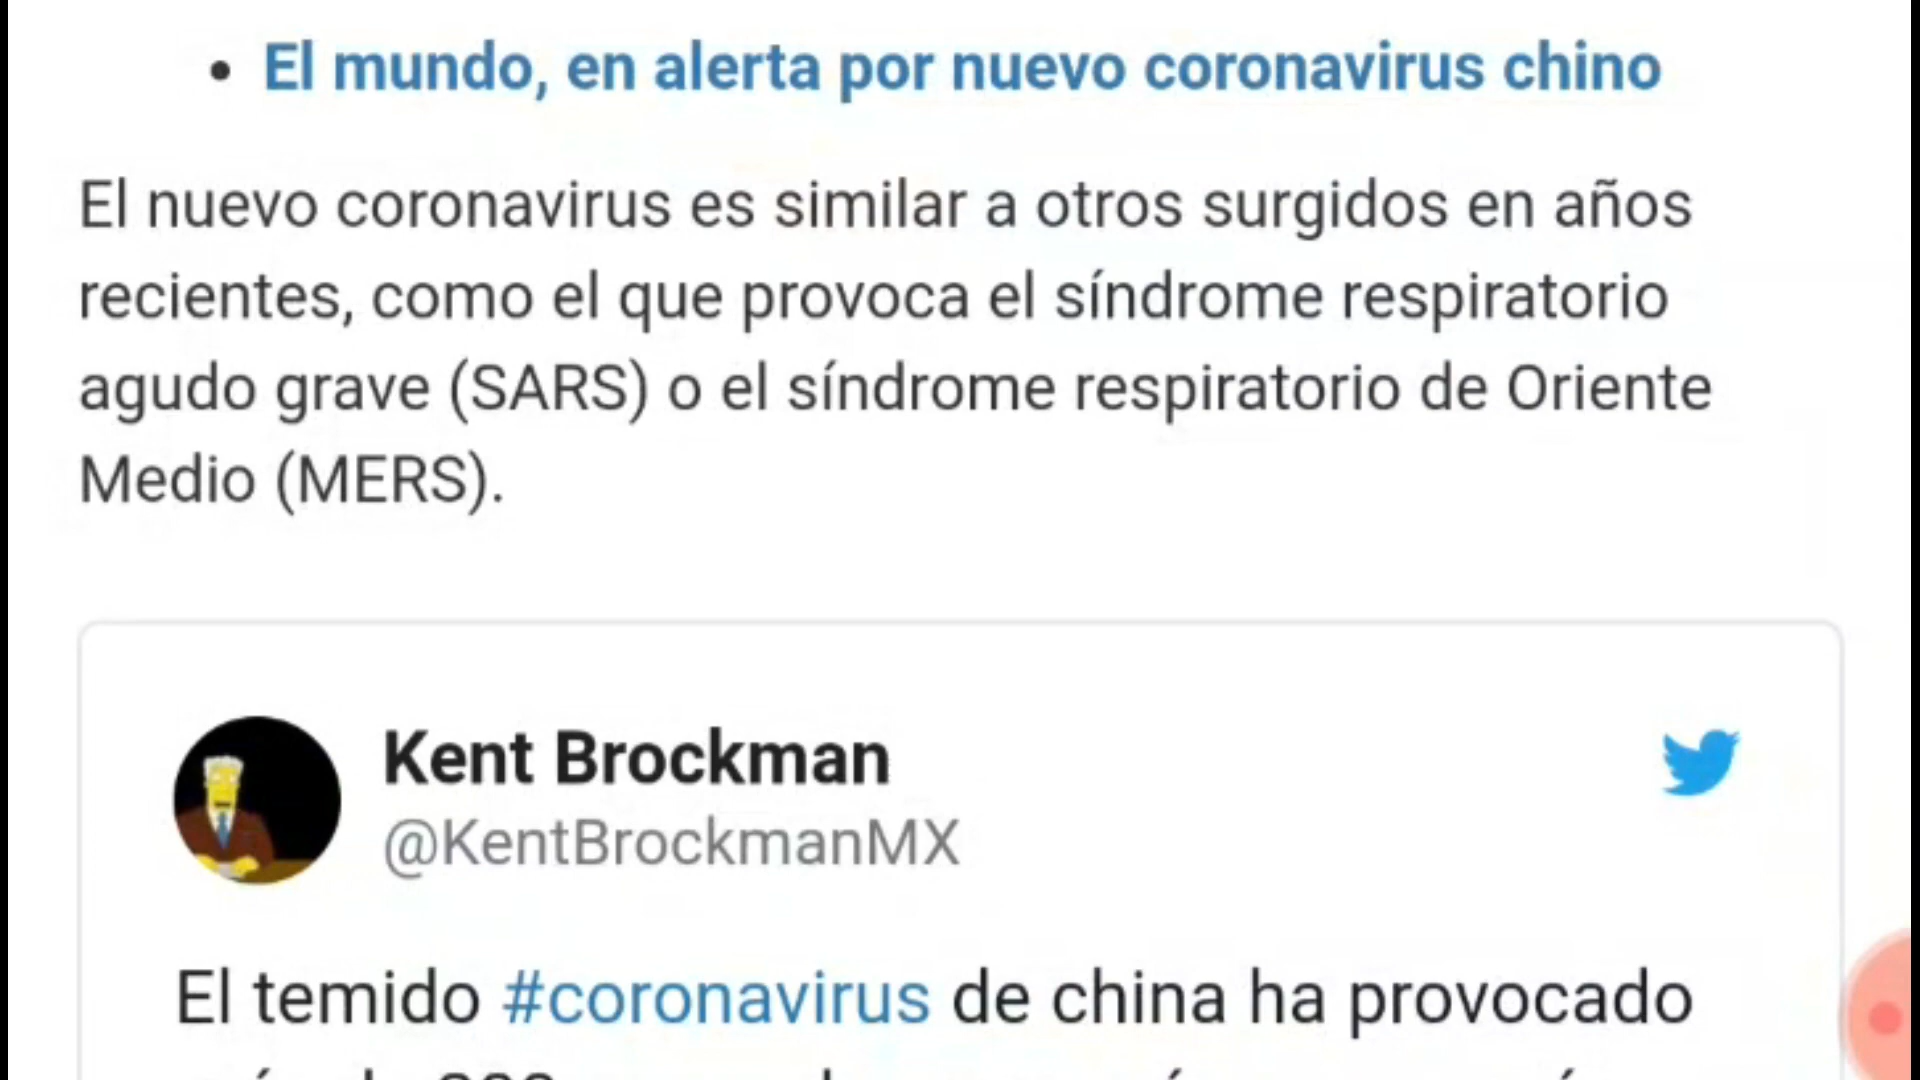 • El mundo, en alerta por nuevo coronavirus chino
El nuevo coronavirus es similar a otros surgidos en años
recientes, como el que provoca el síndrome respiratorio
agudo grave (SARS) o el síndrome respiratorio de Oriente
Medio (MERS).
Kent Brockman
@KentBrockmanMX
El temido #coronavirus de china ha provocado